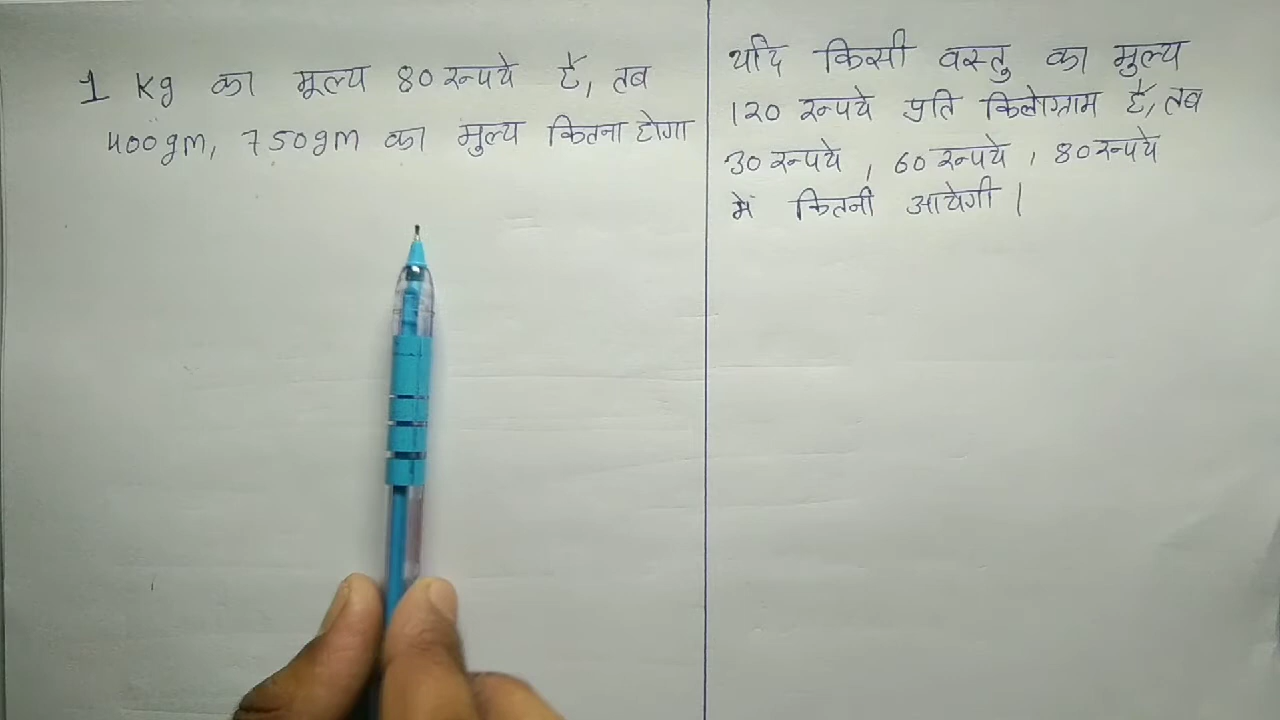 1 Kg का मूल्य 80 रूपये है, तब
400gm, 750gm का मुल्य कितना होगा
यदि किसी वस्तु का मुल्य
120 रूपये प्रति किलोग्राम है, तब
30 रूपये, 60 रूपये, 80 रूपये
में कितनी आयेगी।